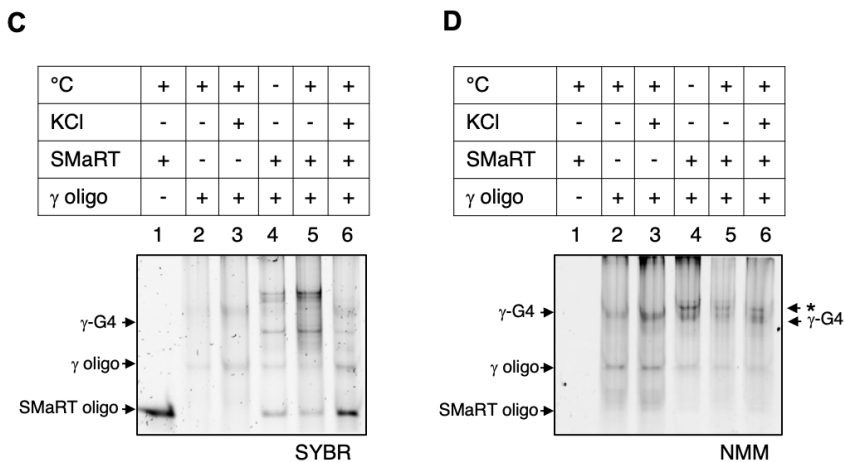 C
°C + + + - + +
KCl - - + - - +
SMaRT + - - + + +
γ oligo - + + + + +
1 2 3 4 5 6
γ-G4
γ oligo
SMaRT oligo
SYBR
D
°C + + + - + +
KCl - - + - - +
SMaRT + - - + + +
γ oligo - + + + + +
1 2 3 4 5 6
γ-G4
*
γ-G4
γ oligo
SMaRT oligo
NMM